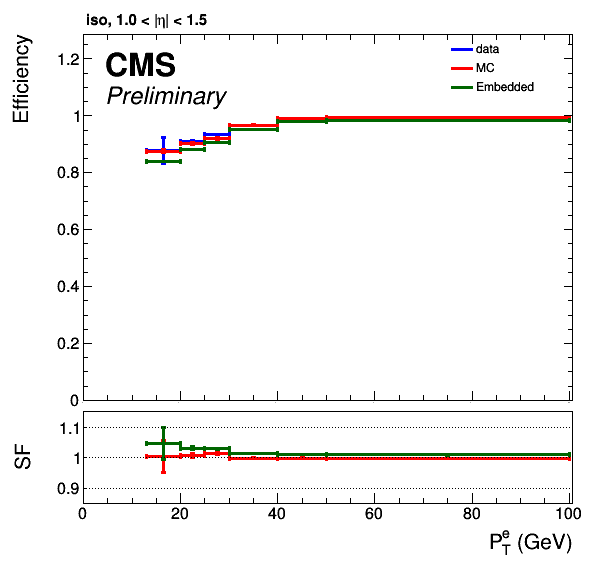 iso, 1.0 < |η| < 1.5
Efficiency
CMS
Preliminary
data
MC
Embedded
1.2
1
0.8
0.6
0.4
0.2
0
SF
1.1
1
0.9
0 20 40 60 80 100
P_T^e (GeV)